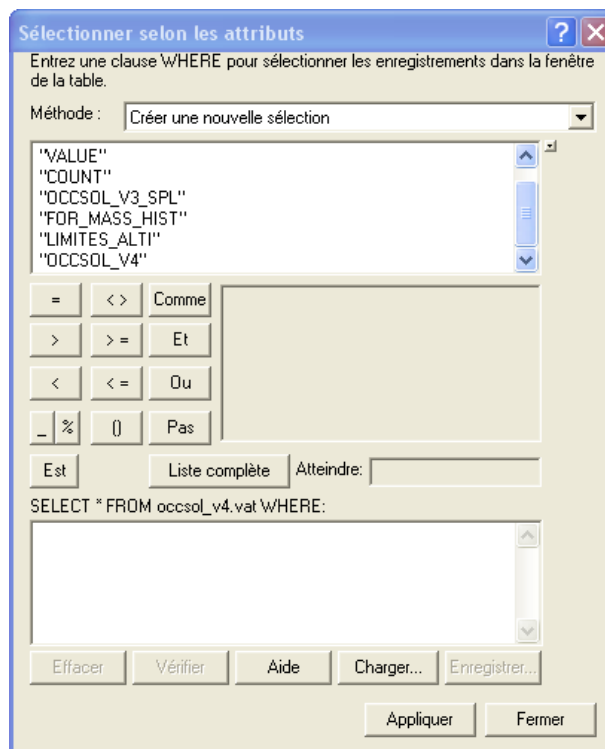 Sélectionner selon les attributs
Entrez une clause WHERE pour sélectionner les enregistrements dans la fenêtre
de la table.
Méthode : Créer une nouvelle sélection
"VALUE"
"COUNT"
"OCCSOL_V3_SPL"
"FOR_MASS_HIST"
"LIMITES_ALTI"
"OCCSOL_V4"
= < > Comme
> > = Et
< < = Ou
_ % () Pas
Est Liste complète Atteindre:
SELECT * FROM occsol_v4.vat WHERE:
Effacer Vérifier Aide Charger... Enregistrer...
Appliquer Fermer